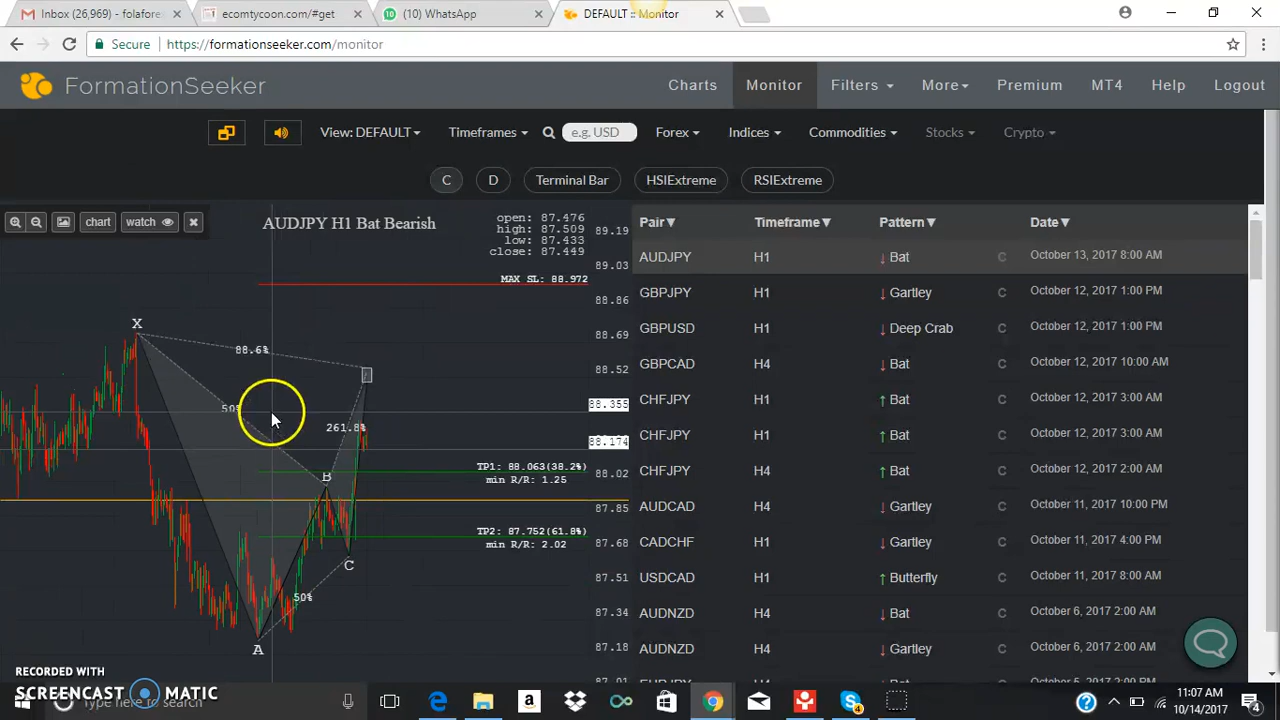 Inbox (26,969) - folafore
ecomtycoon.com/#get
(10) WhatsApp
DEFAULT :: Monitor
Secure https://formationseeker.com/monitor
FormationSeeker
Charts Monitor Filters More Premium MT4 Help Logout
View: DEFAULT Timeframes e.g. USD Forex Indices Commodities Stocks Crypto
C D Terminal Bar HSIExtreme RSIExtreme
chart watch
AUDJPY H1 Bat Bearish
open: 87.476
high: 87.509
low: 87.433
close: 87.449
MAX SL: 88.972
89.19
89.03
88.86
88.69
88.52
88.355
88.174
88.02
87.85
87.68
87.51
87.34
87.18
87.01
X
88.6%
50%
261.8%
B
TP1: 88.063(38.2%)
min R/R: 1.25
TP2: 87.752(61.8%)
min R/R: 2.02
C
50%
A
Pair Timeframe Pattern Date
AUDJPY H1 ↓ Bat C October 13, 2017 8:00 AM
GBPJPY H1 ↓ Gartley C October 12, 2017 1:00 PM
GBPUSD H1 ↓ Deep Crab C October 12, 2017 1:00 PM
GBPCAD H4 ↓ Bat C October 12, 2017 10:00 AM
CHFJPY H1 ↑ Bat C October 12, 2017 3:00 AM
CHFJPY H1 ↑ Bat C October 12, 2017 3:00 AM
CHFJPY H4 ↑ Bat C October 12, 2017 2:00 AM
AUDCAD H4 ↓ Gartley C October 11, 2017 10:00 PM
CADCHF H1 ↓ Gartley C October 11, 2017 4:00 PM
USDCAD H1 ↑ Butterfly C October 11, 2017 8:00 AM
AUDNZD H4 ↓ Bat C October 6, 2017 2:00 AM
AUDNZD H4 ↓ Gartley C October 6, 2017 2:00 AM
RECORDED WITH
SCREENCAST MATIC
Type here to search
11:07 AM
10/14/2017